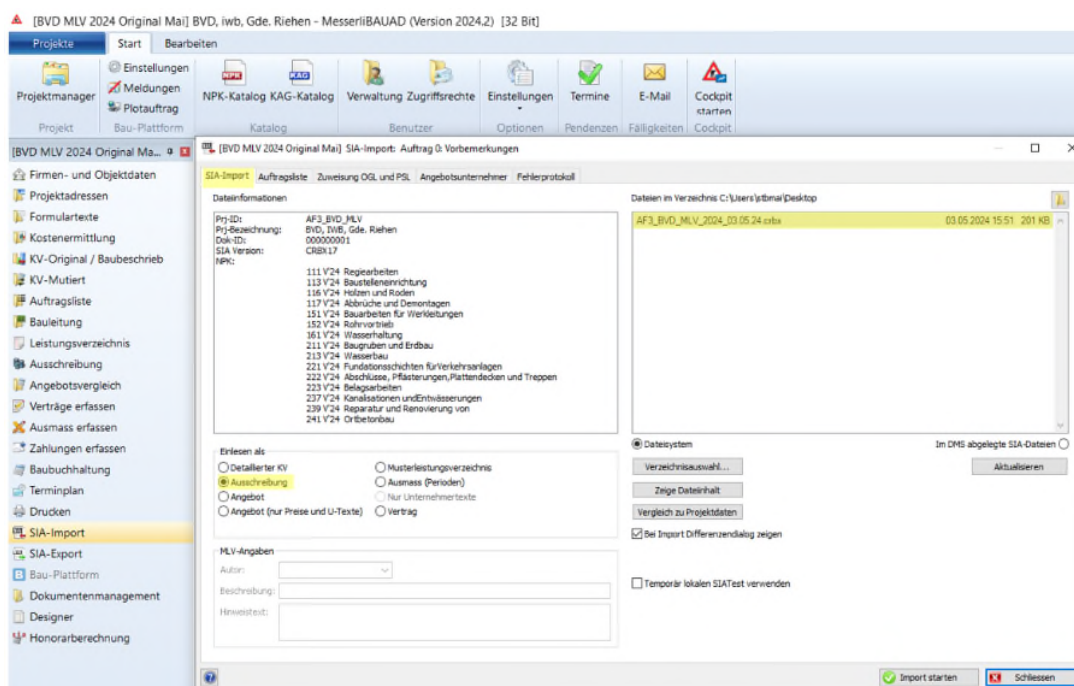 [BVD MLV 2024 Original Mai] BVD, iwb, Gde. Riehen - MesserliBAUAD (Version 2024.2) [32 Bit]
Projekte Start Bearbeiten
Projektmanager
Einstellungen
Meldungen
Plotauftrag
NPK-Katalog KAG-Katalog
Verwaltung Zugriffsrechte
Einstellungen
Termine
E-Mail
Cockpit
starten
Projekt Bau-Plattform Katalog Benutzer Optionen Pendenzen Fälligkeiten Cockpit
[BVD MLV 2024 Original Ma...
Firmen- und Objektdaten
Projektadressen
Formulartexte
Kostenermittlung
KV-Original / Baubeschrieb
KV-Mutiert
Auftragsliste
Bauleitung
Leistungsverzeichnis
Ausschreibung
Angebotsvergleich
Verträge erfassen
Ausmass erfassen
Zahlungen erfassen
Baubuchhaltung
Terminplan
Drucken
SIA-Import
SIA-Export
Bau-Plattform
Dokumentenmanagement
Designer
Honorarberechnung
[BVD MLV 2024 Original Mai] SIA-Import: Auftrag 0: Vorbemerkungen
SIA-Import Auftragsliste Zuweisung OGL und PSL Angebotsunternehmer Fehlerprotokoll
Dateiinformationen
Prj-ID: AF3_BVD_MLV
Prj-Bezeichnung: BVD, IWB, Gde. Riehen
Dok-ID: 000000001
SIA Version: CRBX17
NPK:
111 V'24 Regiearbeiten
113 V'24 Baustelleneinrichtung
116 V'24 Holzen und Roden
117 V'24 Abbrüche und Demontagen
151 V'24 Bauarbeiten für Werkleitungen
152 V'24 Rohrvortrieb
161 V'24 Wasserhaltung
211 V'24 Baugruben und Erdbau
213 V'24 Wasserbau
221 V'24 Fundationsschichten fürVerkehrsanlagen
222 V'24 Abschlüsse, Pflästerungen,Plattendecken und Treppen
223 V'24 Belagsarbeiten
237 V'24 Kanalisationen undEntwässerungen
239 V'24 Reparatur und Renovierung von
241 V'24 Ortbetonbau
Dateien im Verzeichnis C:\Users\stbmai\Desktop
AF3_BVD_MLV_2024_03.05.24.crbx 03.05.2024 15:51 201 KB
Einlesen als
Detaillierter KV Musterleistungsverzeichnis
Ausschreibung Ausmass (Perioden)
Angebot Nur Unternehmertexte
Angebot (nur Preise und U-Texte) Vertrag
Dateisystem Im DMS abgelegte SIA-Dateien
Verzeichnisauswahl... Aktualisieren
Zeige Dateiinhalt
Vergleich zu Projektdaten
Bei Import Differenzendialog zeigen
MLV-Angaben
Autor:
Beschreibung:
Hinweistext:
Temporär lokalen SIATest verwenden
Import starten Schliessen